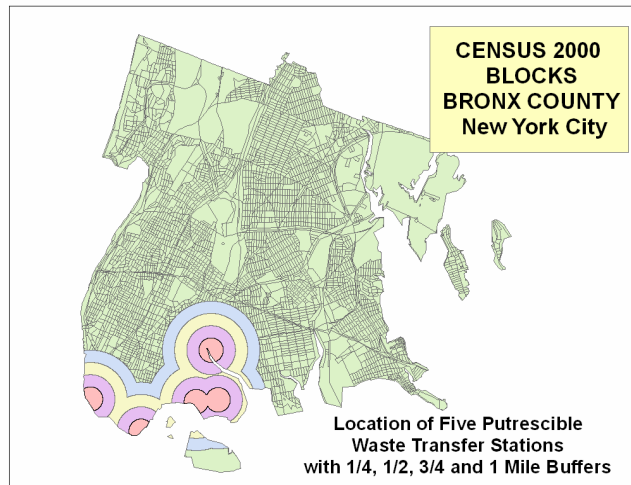 CENSUS 2000
BLOCKS
BRONX COUNTY
New York City
Location of Five Putrescible
Waste Transfer Stations
with 1/4, 1/2, 3/4 and 1 Mile Buffers